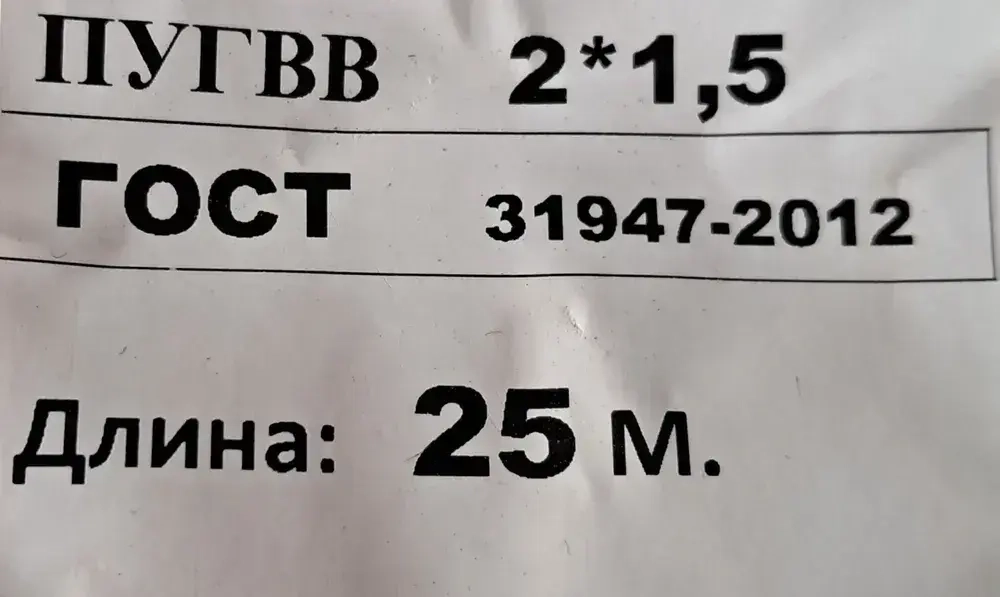 ПУГВВ 2*1,5
ГОСТ 31947-2012
Длина: 25 м.